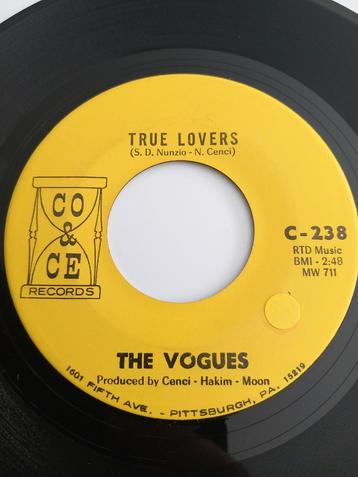 TRUE LOVERS
(S. D. Nunzio - N. Cenci)
CO
&
CE
RECORDS
C-238
RTD Music
BMI - 2:48
MW 711
THE VOGUES
Produced by Cenci - Hakim - Moon
1601 FIFTH AVE. - PITTSBURGH, PA. 15219